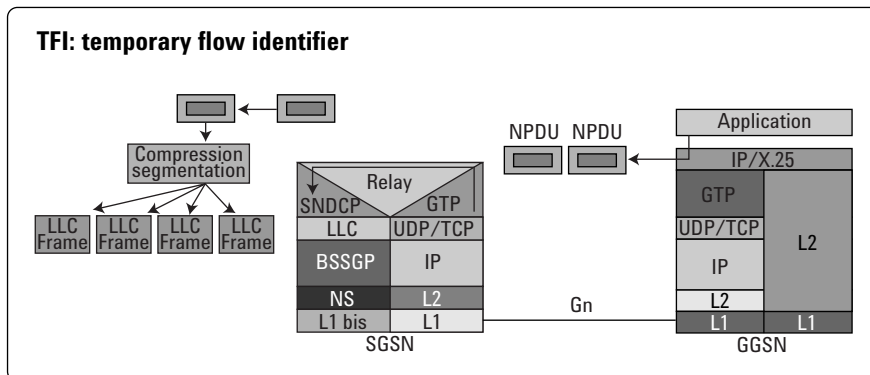 TFI: temporary flow identifier
Compression
segmentation
LLC
Frame
LLC
Frame
LLC
Frame
LLC
Frame
Relay
SNDCP
GTP
LLC
UDP/TCP
BSSGP
IP
NS
L2
L1 bis
L1
SGSN
Gn
NPDU
NPDU
Application
IP/X.25
GTP
UDP/TCP
L2
IP
L2
L1
L1
GGSN